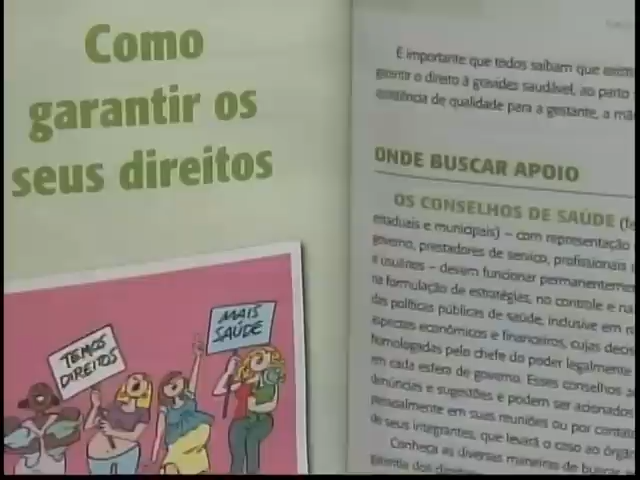 Como
garantir os
seus direitos
TEMOS
DIREITOS
MAIS
SAÚDE
É importante que todos saibam que
garantir o direito à gravidez saudável, ao parto
assistência de qualidade para a gestante, a
ONDE BUSCAR APOIO
OS CONSELHOS DE SAÚDE
estaduais e municipais) – com representação
governo, prestadores de serviço, profissionais
e usuários – devem funcionar permanentemen
na formulação de estratégias, no controle e na
das políticas públicas de saúde, inclusive em
aspectos econômicos e financeiros, cujas
homologadas pelo chefe do poder legalmente
em cada esfera de governo. Esses conselhos
denúncias e sugestões e podem ser acionados
pessoalmente em suas reuniões ou por
de seus integrantes, que levará o caso ao
Conheça as diversas maneiras de buscar